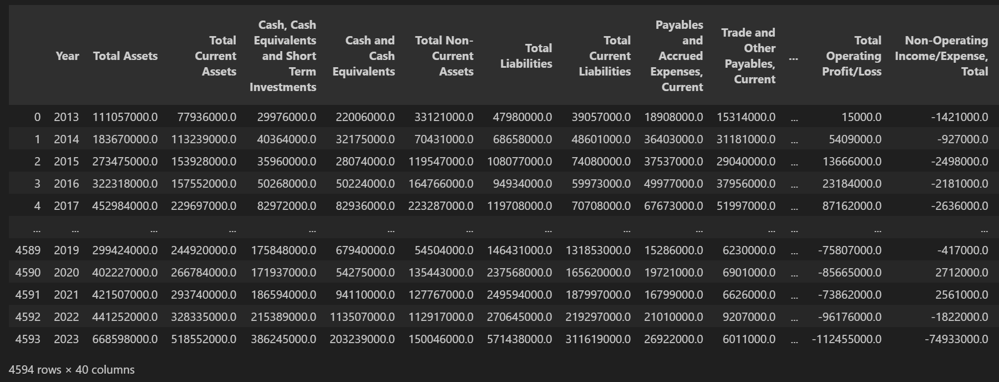 Year Total Assets Total Current Assets Cash, Cash Equivalents and Short Term Investments Cash and Cash Equivalents Total Non-Current Assets Total Liabilities Total Current Liabilities Payables and Accrued Expenses, Current Trade and Other Payables, Current ... Total Operating Profit/Loss Non-Operating Income/Expense, Total
0 2013 111057000.0 77936000.0 29976000.0 22006000.0 33121000.0 47980000.0 39057000.0 18908000.0 15314000.0 ... 15000.0 -1421000.0
1 2014 183670000.0 113239000.0 40364000.0 32175000.0 70431000.0 68658000.0 48601000.0 36403000.0 31181000.0 ... 5409000.0 -927000.0
2 2015 273475000.0 153928000.0 35960000.0 28074000.0 119547000.0 108077000.0 74080000.0 37537000.0 29040000.0 ... 13666000.0 -2498000.0
3 2016 322318000.0 157552000.0 50268000.0 50224000.0 164766000.0 94934000.0 59973000.0 49977000.0 37956000.0 ... 23184000.0 -2181000.0
4 2017 452984000.0 229697000.0 82972000.0 82936000.0 223287000.0 119708000.0 70708000.0 67673000.0 51997000.0 ... 87162000.0 -2636000.0
... ... ... ... ... ... ... ... ... ... ... ... ... ...
4589 2019 299424000.0 244920000.0 175848000.0 67940000.0 54504000.0 146431000.0 131853000.0 15286000.0 6230000.0 ... -75807000.0 -417000.0
4590 2020 402227000.0 266784000.0 171937000.0 54275000.0 135443000.0 237568000.0 165620000.0 19721000.0 6901000.0 ... -85665000.0 2712000.0
4591 2021 421507000.0 293740000.0 186594000.0 94110000.0 127767000.0 249594000.0 187997000.0 16799000.0 6626000.0 ... -73862000.0 2561000.0
4592 2022 441252000.0 328335000.0 215389000.0 113507000.0 112917000.0 270645000.0 219297000.0 21010000.0 9207000.0 ... -96176000.0 -1822000.0
4593 2023 668598000.0 518552000.0 386245000.0 203239000.0 150046000.0 571438000.0 311619000.0 26922000.0 6011000.0 ... -112455000.0 -74933000.0
4594 rows × 40 columns